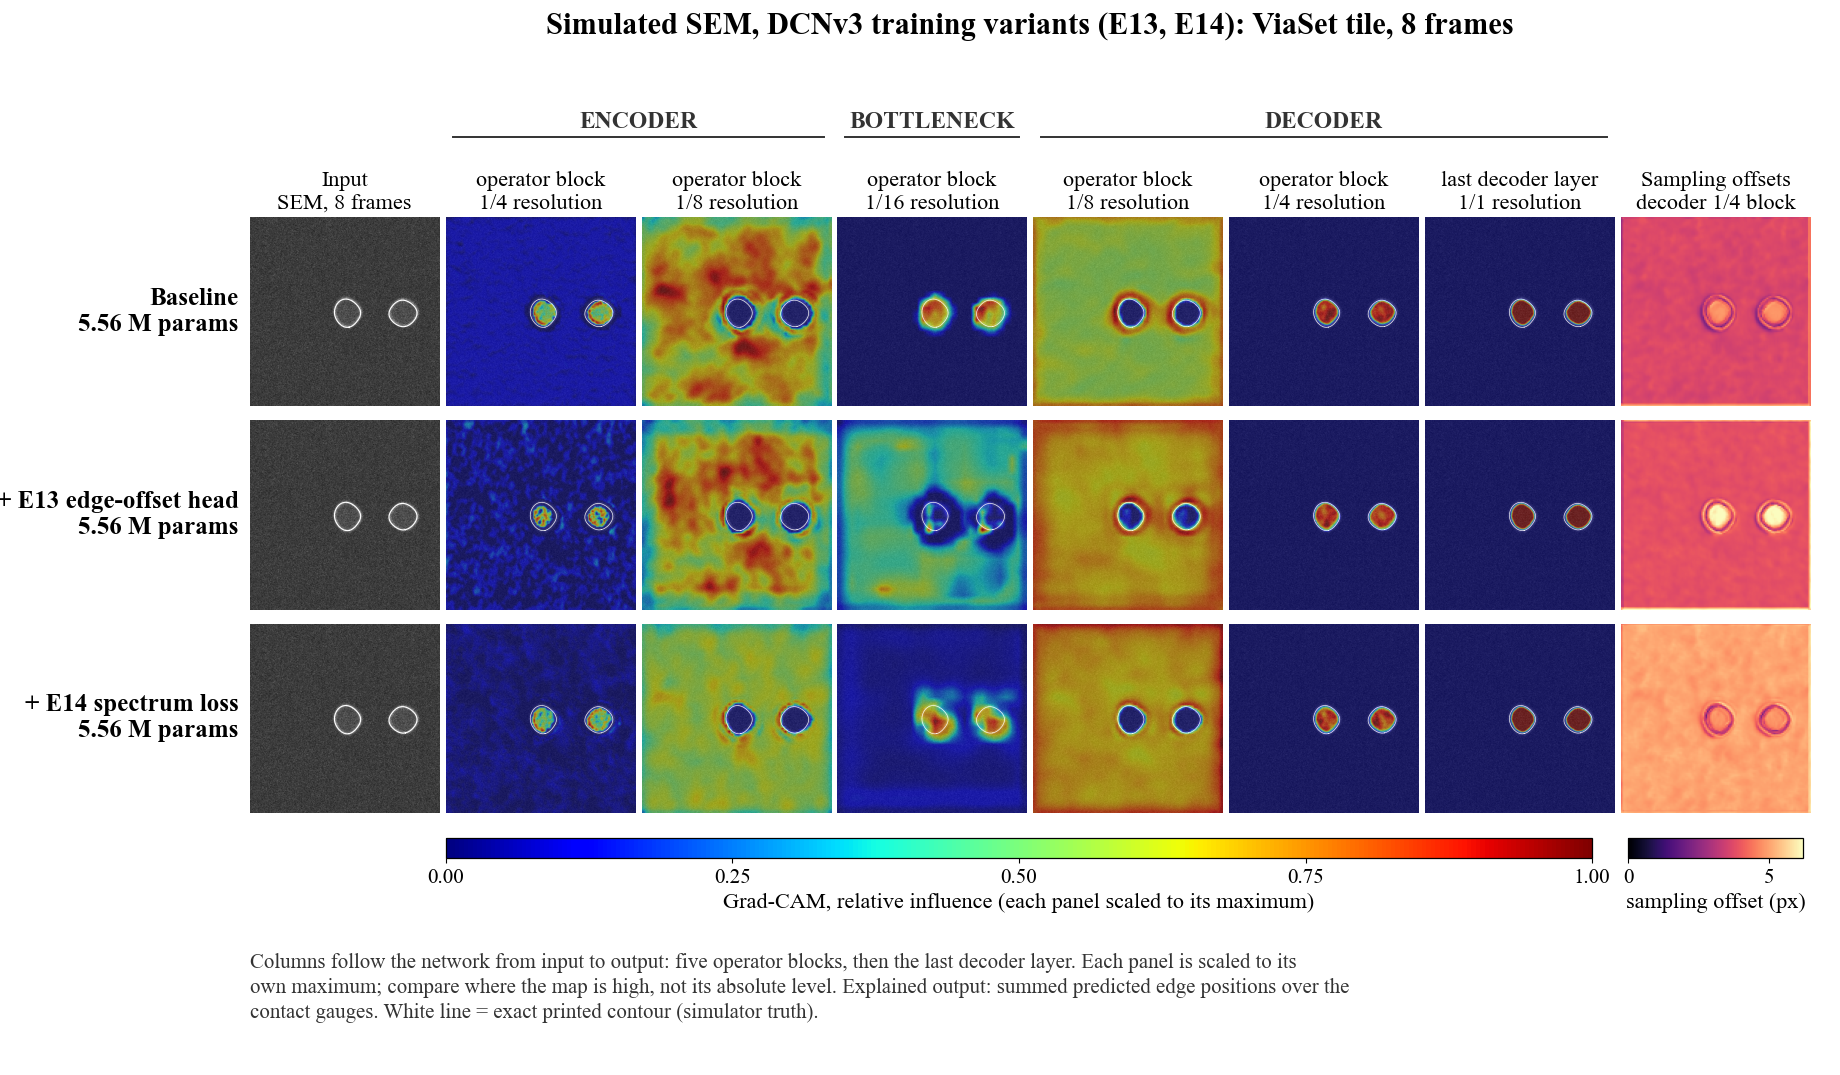 Simulated SEM, DCNv3 training variants (E13, E14): ViaSet tile, 8 frames
ENCODER
BOTTLENECK
DECODER
Input
SEM, 8 frames
operator block
1/4 resolution
operator block
1/8 resolution
operator block
1/16 resolution
operator block
1/8 resolution
operator block
1/4 resolution
last decoder layer
1/1 resolution
Sampling offsets
decoder 1/4 block
Baseline
5.56 M params
+ E13 edge-offset head
5.56 M params
+ E14 spectrum loss
5.56 M params
0.00 0.25 0.50 0.75 1.00
Grad-CAM, relative influence (each panel scaled to its maximum)
0 5
sampling offset (px)
Columns follow the network from input to output: five operator blocks, then the last decoder layer. Each panel is scaled to its
own maximum; compare where the map is high, not its absolute level. Explained output: summed predicted edge positions over the
contact gauges. White line = exact printed contour (simulator truth).